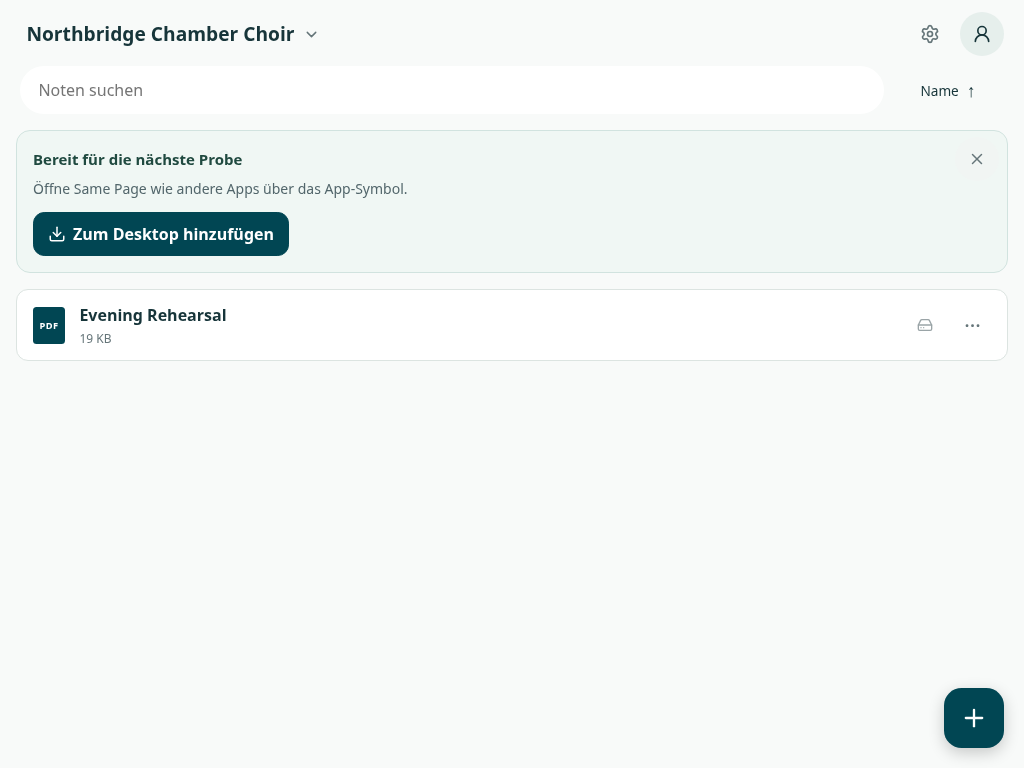 Northbridge Chamber Choir
Noten suchen
Name ↑
Bereit für die nächste Probe
Öffne Same Page wie andere Apps über das App-Symbol.
Zum Desktop hinzufügen
PDF
Evening Rehearsal
19 KB